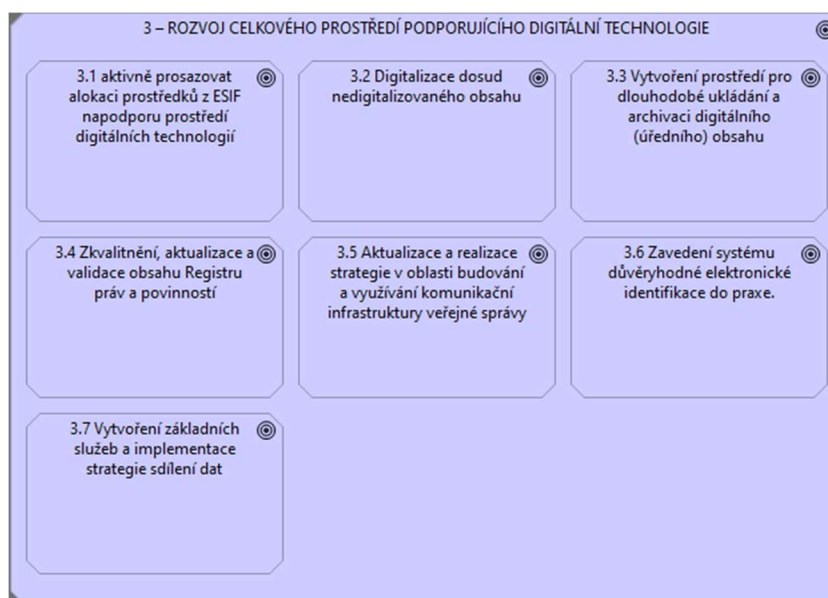 3 – ROZVOJ CELKOVÉHO PROSTŘEDÍ PODPORUJÍCÍHO DIGITÁLNÍ TECHNOLOGIE
3.1 aktivně prosazovat
alokaci prostředků z ESIF
napodporu prostředí
digitálních technologií
3.2 Digitalizace dosud
nedigitalizovaného obsahu
3.3 Vytvoření prostředí pro
dlouhodobé ukládání a
archivaci digitálního
(úředního) obsahu
3.4 Zkvalitnění, aktualizace a
validace obsahu Registru
práv a povinností
3.5 Aktualizace a realizace
strategie v oblasti budování
a využívání komunikační
infrastruktury veřejné správy
3.6 Zavedení systému
důvěryhodné elektronické
identifikace do praxe.
3.7 Vytvoření základních
služeb a implementace
strategie sdílení dat